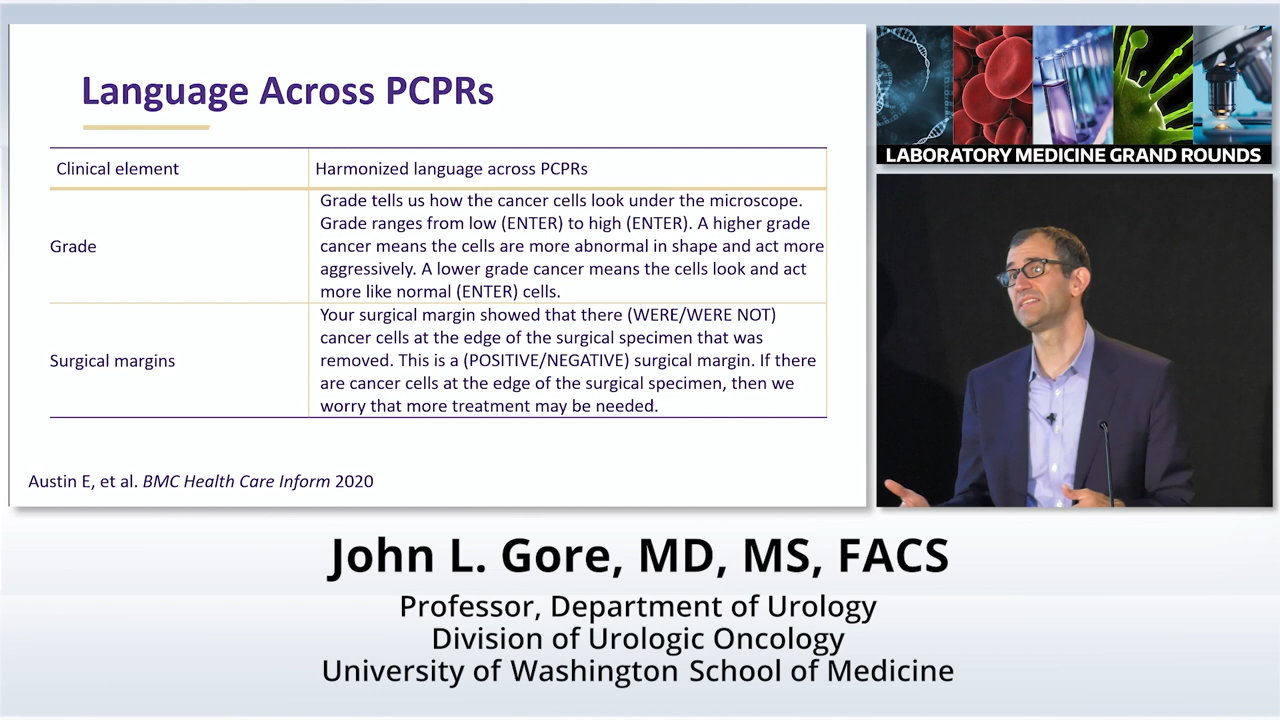 Language Across PCPRs
Clinical element
Harmonized language across PCPRs
Grade
Grade tells us how the cancer cells look under the microscope.
Grade ranges from low (ENTER) to high (ENTER). A higher grade
cancer means the cells are more abnormal in shape and act more
aggressively. A lower grade cancer means the cells look and act
more like normal (ENTER) cells.
Surgical margins
Your surgical margin showed that there (WERE/WERE NOT)
cancer cells at the edge of the surgical specimen that was
removed. This is a (POSITIVE/NEGATIVE) surgical margin. If there
are cancer cells at the edge of the surgical specimen, then we
worry that more treatment may be needed.
Austin E, et al. BMC Health Care Inform 2020
LABORATORY MEDICINE GRAND ROUNDS
John L. Gore, MD, MS, FACS
Professor, Department of Urology
Division of Urologic Oncology
University of Washington School of Medicine